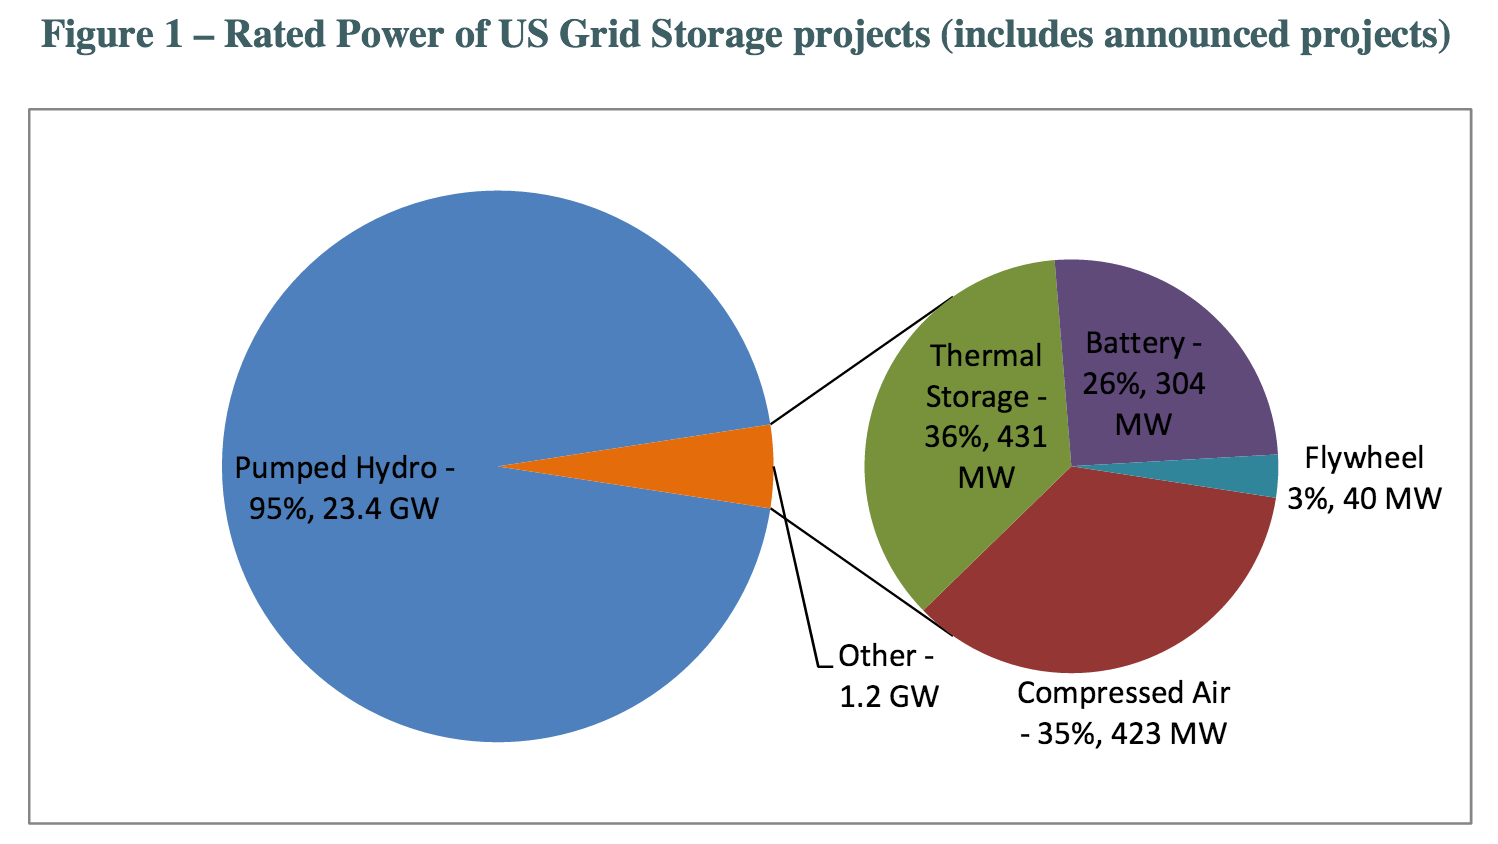 Figure 1 – Rated Power of US Grid Storage projects (includes announced projects)
Pumped Hydro -
95%, 23.4 GW
Other -
1.2 GW
Thermal
Storage -
36%, 431
MW
Battery -
26%, 304
MW
Flywheel
3%, 40 MW
Compressed Air
- 35%, 423 MW